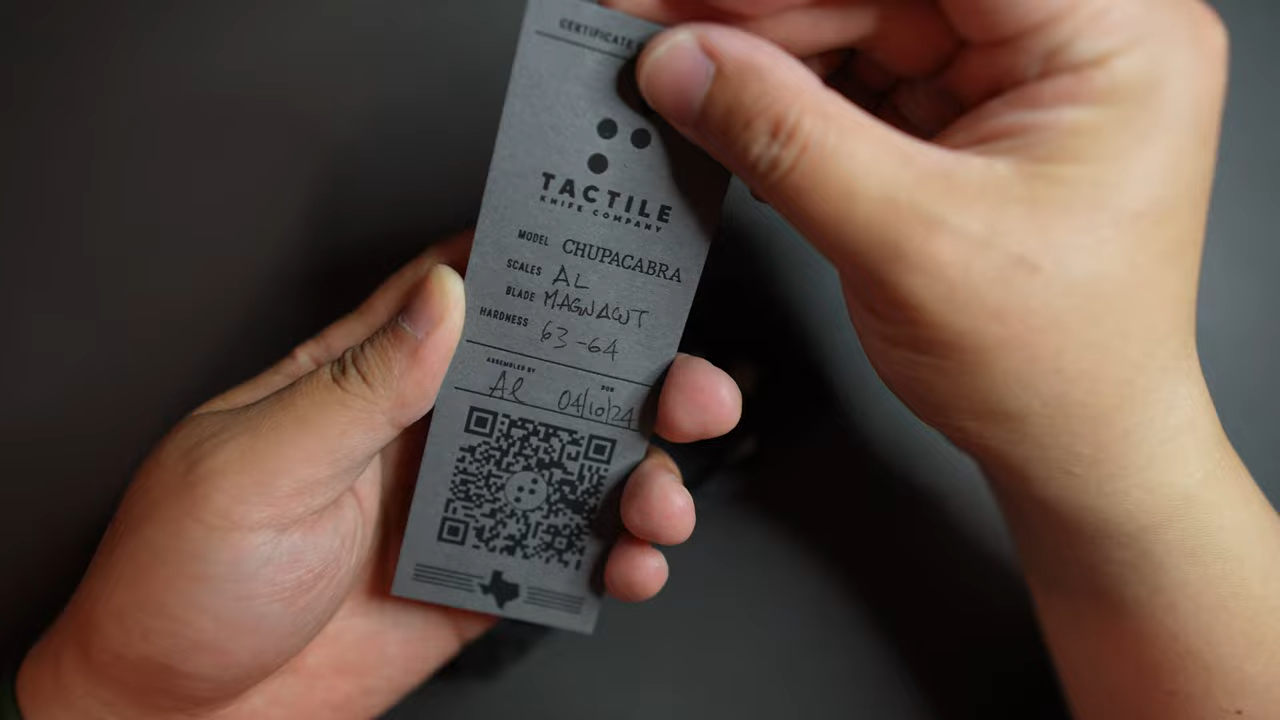 CERTIFICATE
TACTILE
KNIFE COMPANY
MODEL CHUPACABRA
SCALES AL
BLADE MAGNACUT
HARDNESS 63-64
ASSEMBLED BY
Al 04/10/24